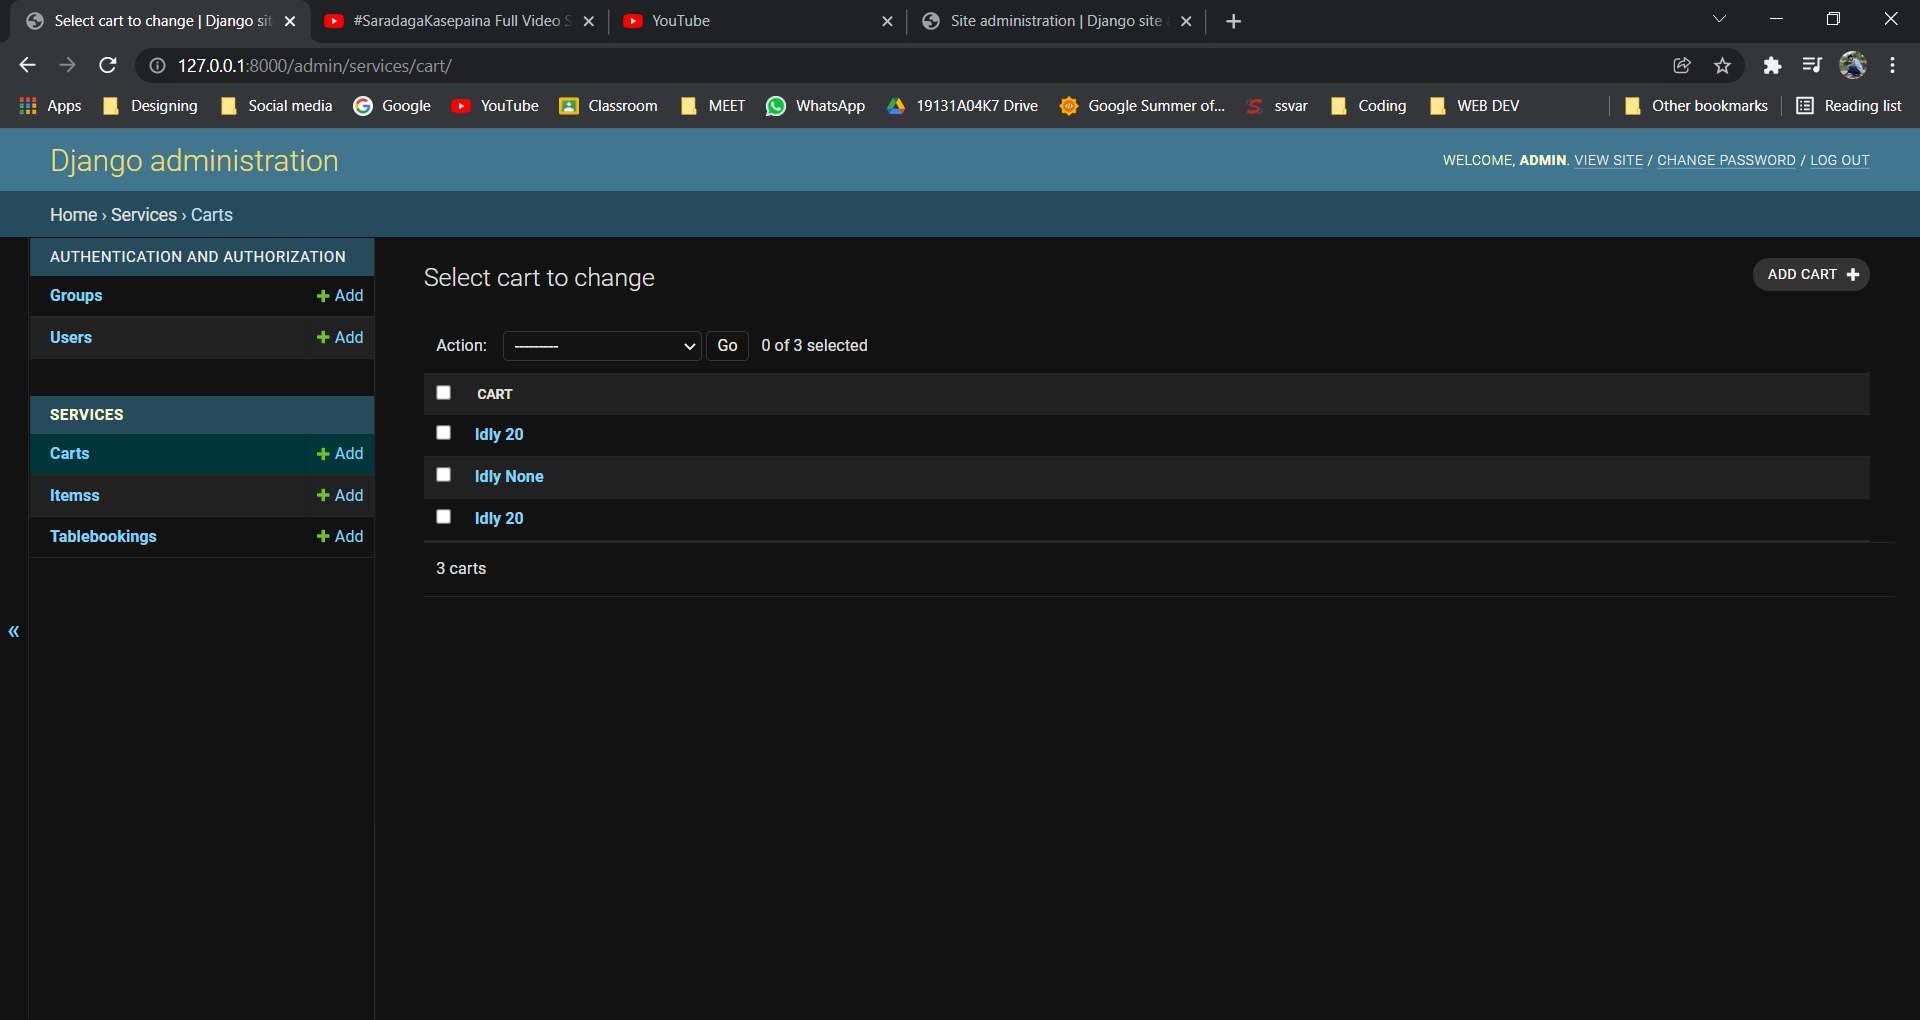 Select cart to change | Django sit
#SaradagaKasepaina Full Video S
YouTube
Site administration | Django site a
127.0.0.1:8000/admin/services/cart/
Apps
Designing
Social media
Google
YouTube
Classroom
MEET
WhatsApp
19131A04K7 Drive
Google Summer of...
ssvar
Coding
WEB DEV
Other bookmarks
Reading list
Django administration
WELCOME, ADMIN. VIEW SITE / CHANGE PASSWORD / LOG OUT
Home › Services › Carts
AUTHENTICATION AND AUTHORIZATION
Groups + Add
Users + Add
SERVICES
Carts + Add
Itemss + Add
Tablebookings + Add
«
Select cart to change
ADD CART +
Action: --------- Go 0 of 3 selected
CART
Idly 20
Idly None
Idly 20
3 carts